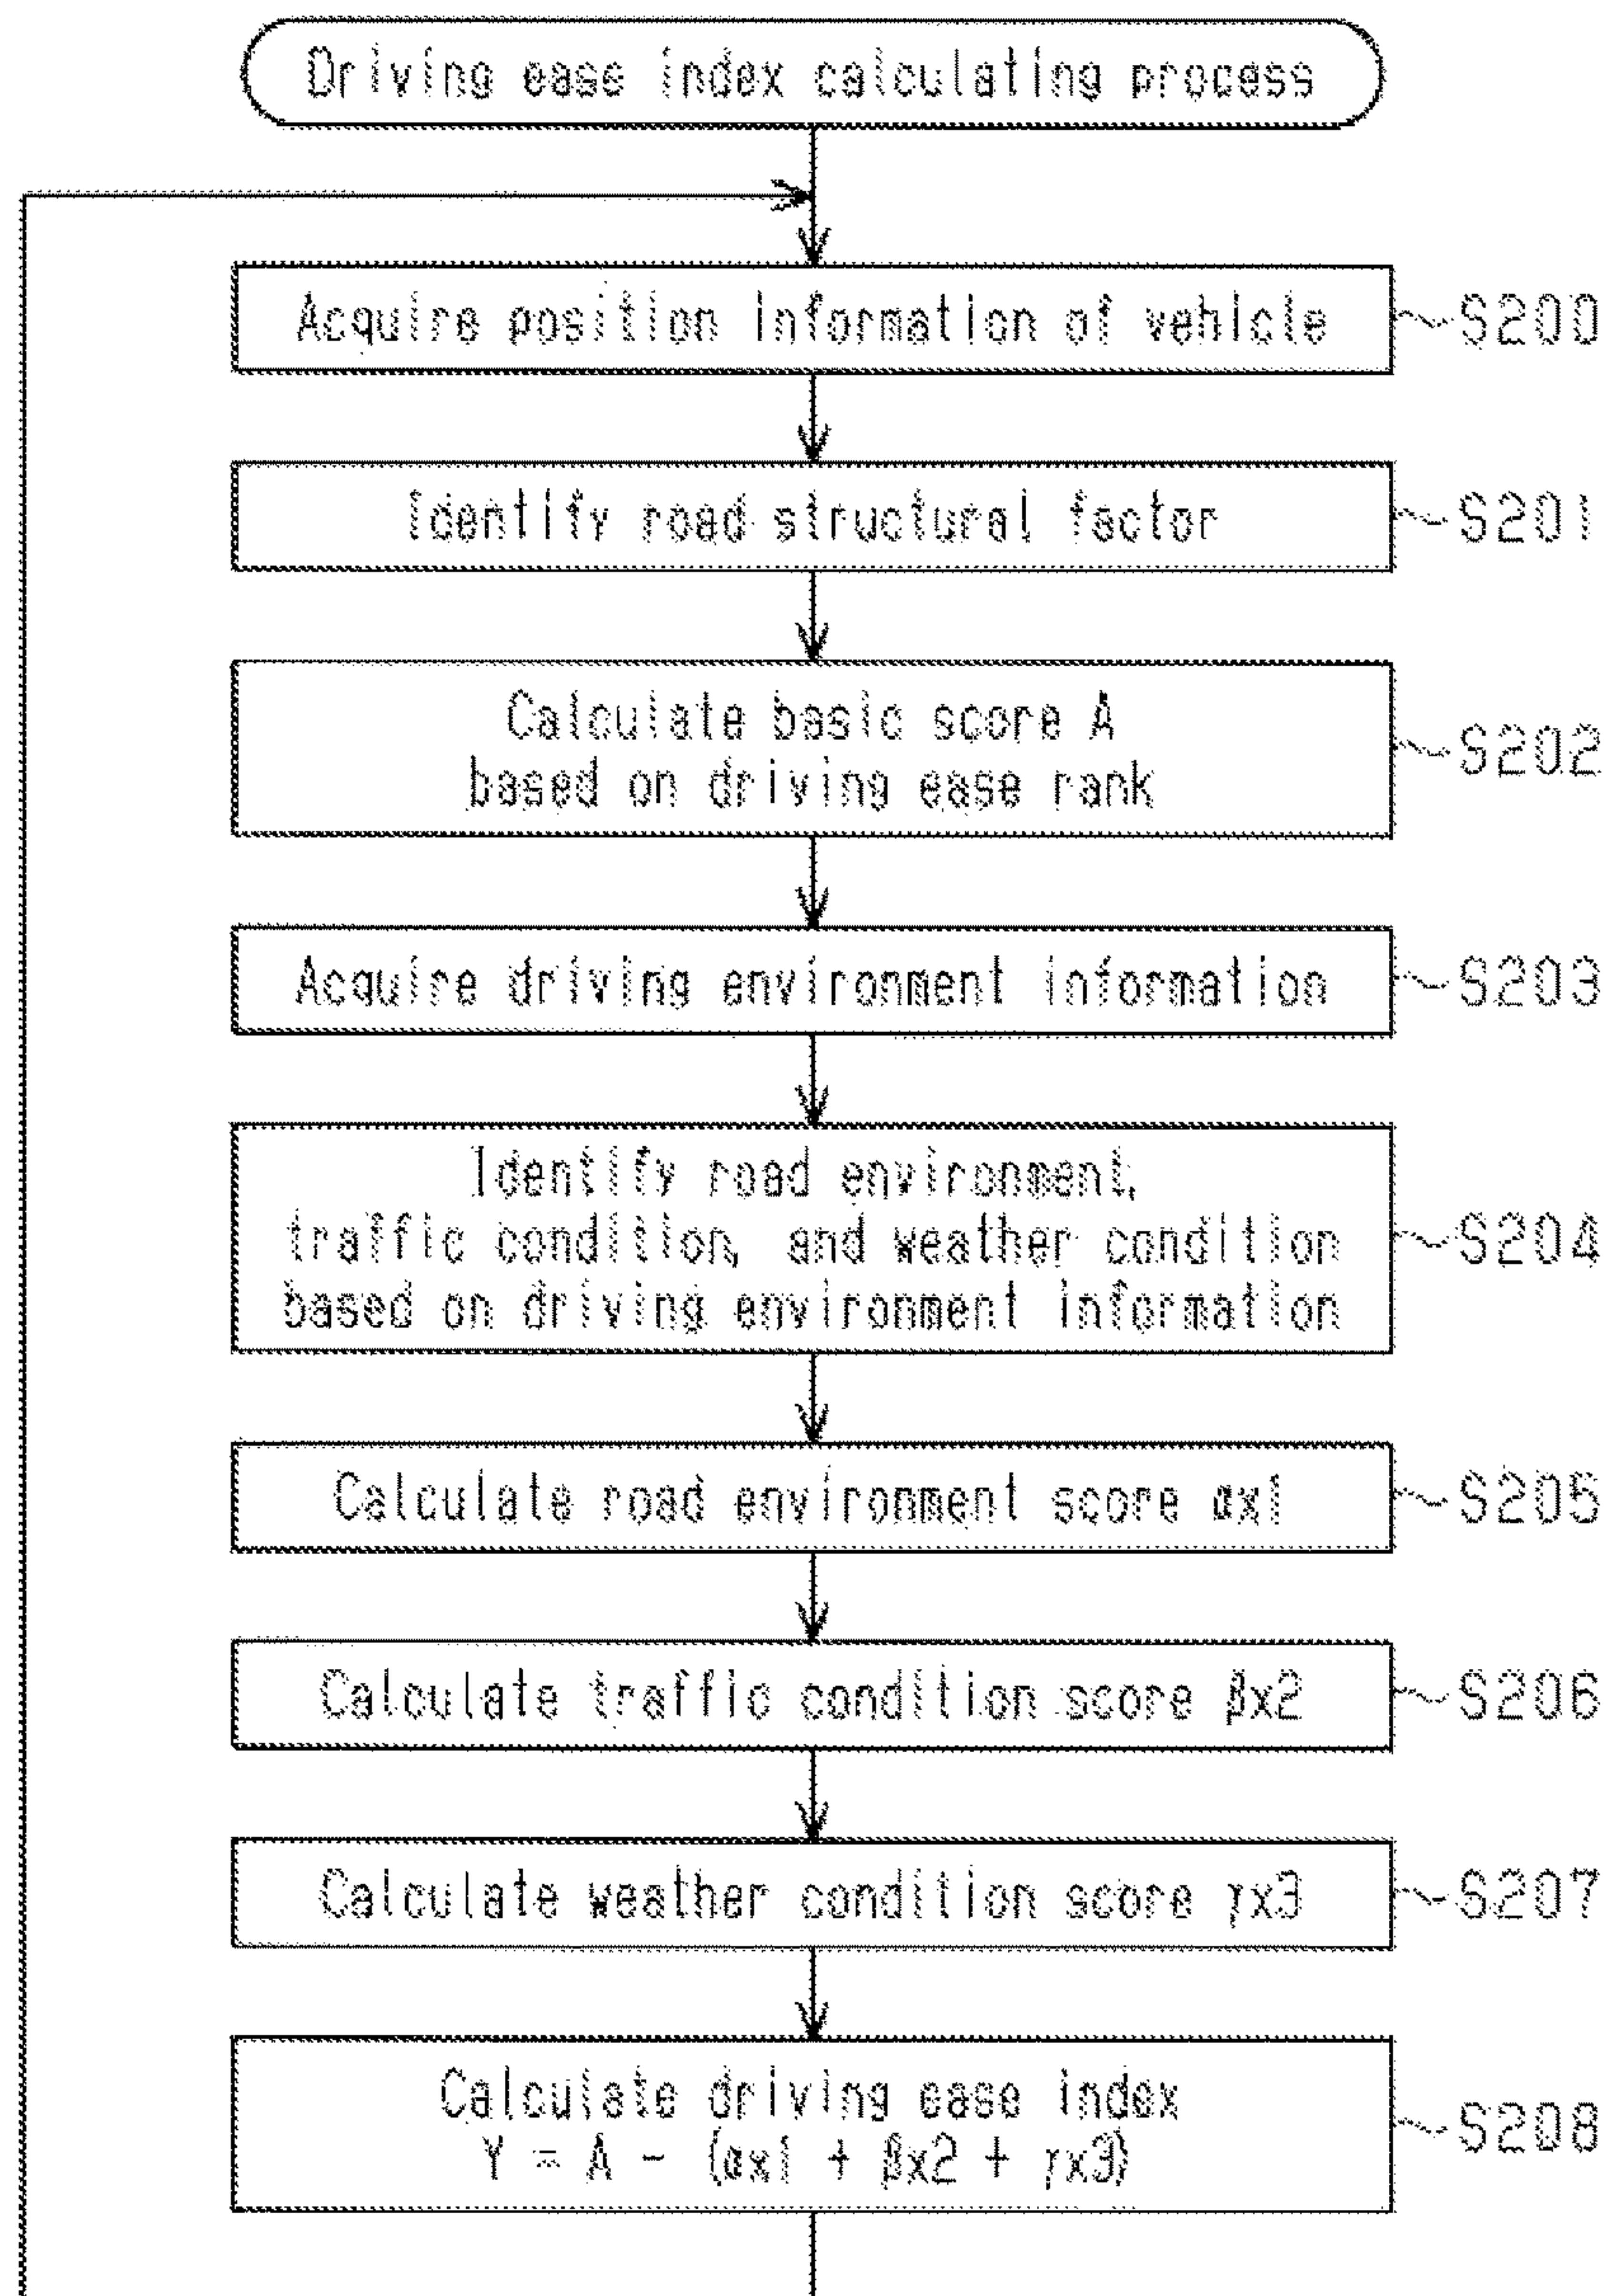 Driving ease index calculating process
Acquire position information of vehicle
S200
Identify road structural factor
S201
Calculate basic score A
based on driving ease rank
S202
Acquire driving environment information
S203
Identify road environment,
traffic condition, and weather condition
based on driving environment information
S204
Calculate road environment score αx1
S205
Calculate traffic condition score βx2
S206
Calculate weather condition score γx3
S207
Calculate driving ease index
Y = A - (αx1 + βx2 + γx3)
S208